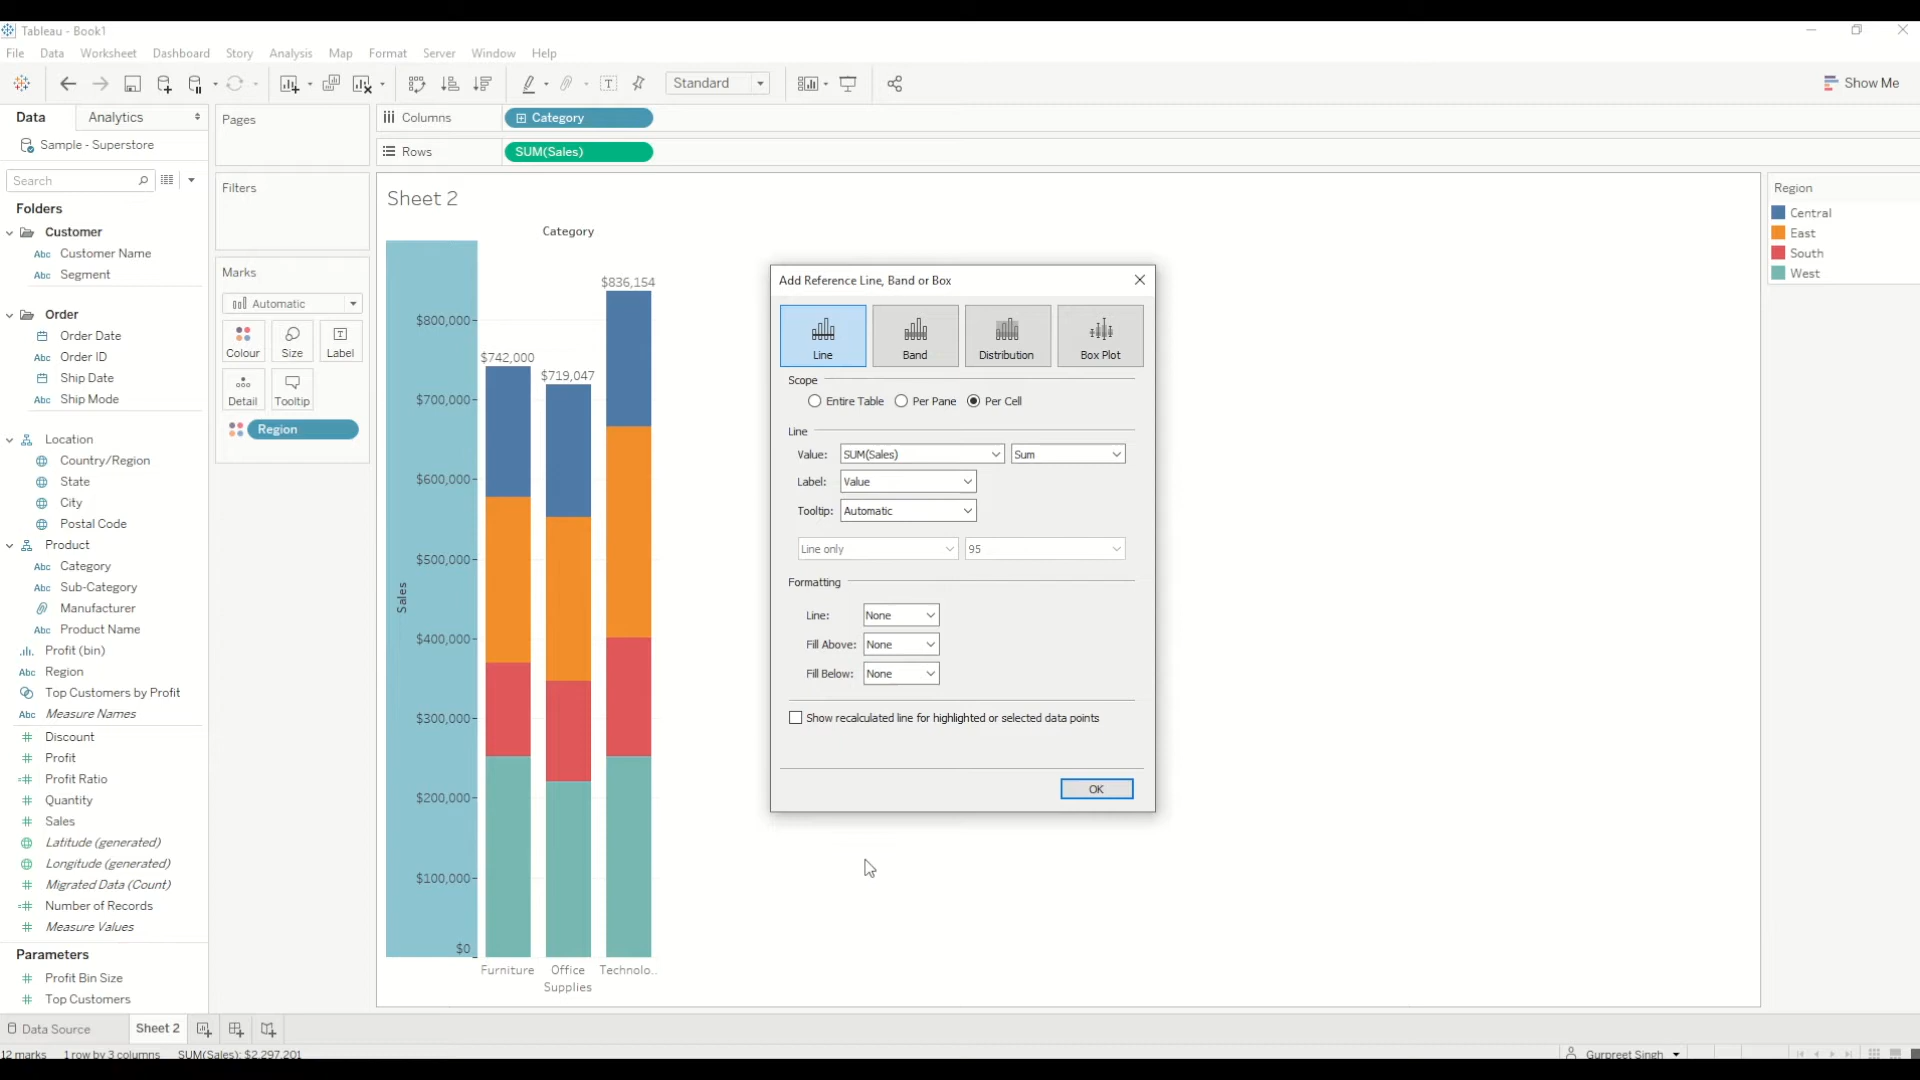 Tableau - Book1
File Data Worksheet Dashboard Story Analysis Map Format Server Window Help
Standard
Show Me
Data Analytics
Sample - Superstore
Search
Folders
Customer
Abc Customer Name
Abc Segment
Order
Order Date
Abc Order ID
Ship Date
Abc Ship Mode
Location
Country/Region
State
City
Postal Code
Product
Abc Category
Abc Sub-Category
Manufacturer
Abc Product Name
Profit (bin)
Abc Region
Top Customers by Profit
Abc Measure Names
# Discount
# Profit
=# Profit Ratio
# Quantity
# Sales
Latitude (generated)
Longitude (generated)
# Migrated Data (Count)
=# Number of Records
# Measure Values
Parameters
# Profit Bin Size
# Top Customers
Pages
Filters
Marks
Automatic
Colour Size Label
Detail Tooltip
Region
Columns Category
Rows SUM(Sales)
Sheet 2
Category
$836,154
$742,000
$719,047
$800,000
$700,000
$600,000
$500,000
$400,000
$300,000
$200,000
$100,000
$0
Sales
Furniture Office Technolo..
Supplies
Add Reference Line, Band or Box
Line Band Distribution Box Plot
Scope
Entire Table Per Pane Per Cell
Line
Value: SUM(Sales) Sum
Label: Value
Tooltip: Automatic
Line only 95
Formatting
Line: None
Fill Above: None
Fill Below: None
Show recalculated line for highlighted or selected data points
OK
Region
Central
East
South
West
Data Source Sheet 2
12 marks 1 row by 3 columns SUM(Sales): $2,297,201
Gurpreet Singh